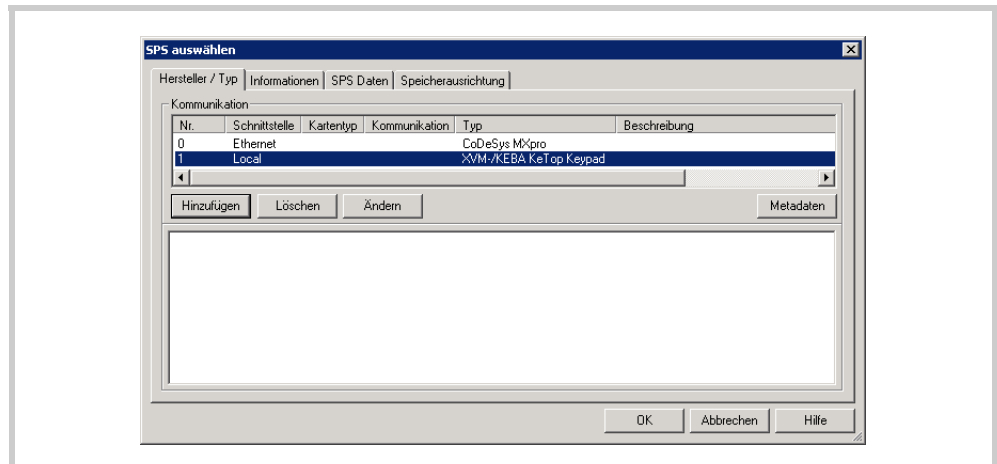 SPS auswählen
Hersteller / Typ Informationen SPS Daten Speicherausrichtung
Kommunikation
Nr. Schnittstelle Kartentyp Kommunikation Typ Beschreibung
0 Ethernet CoDeSys MXpro
1 Local XVM-/KEBA KeTop Keypad
Hinzufügen Löschen Ändern Metadaten
OK Abbrechen Hilfe